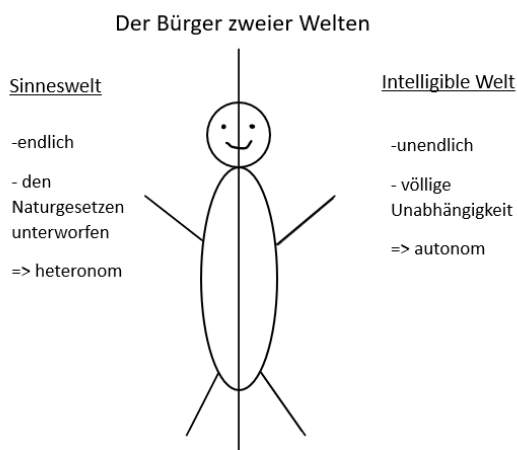 Der Bürger zweier Welten
Sinneswelt
-endlich
- den
Naturgesetzen
unterworfen
=> heteronom
Intelligible Welt
-unendlich
- völlige
Unabhängigkeit
=> autonom